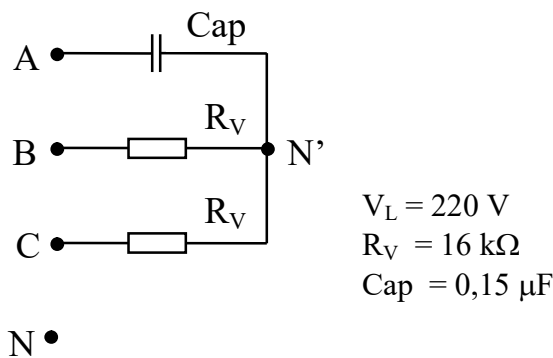 Cap
A
R_V
B
N’
R_V
C
V_L = 220 V
R_V = 16 kΩ
Cap = 0,15 μF
N